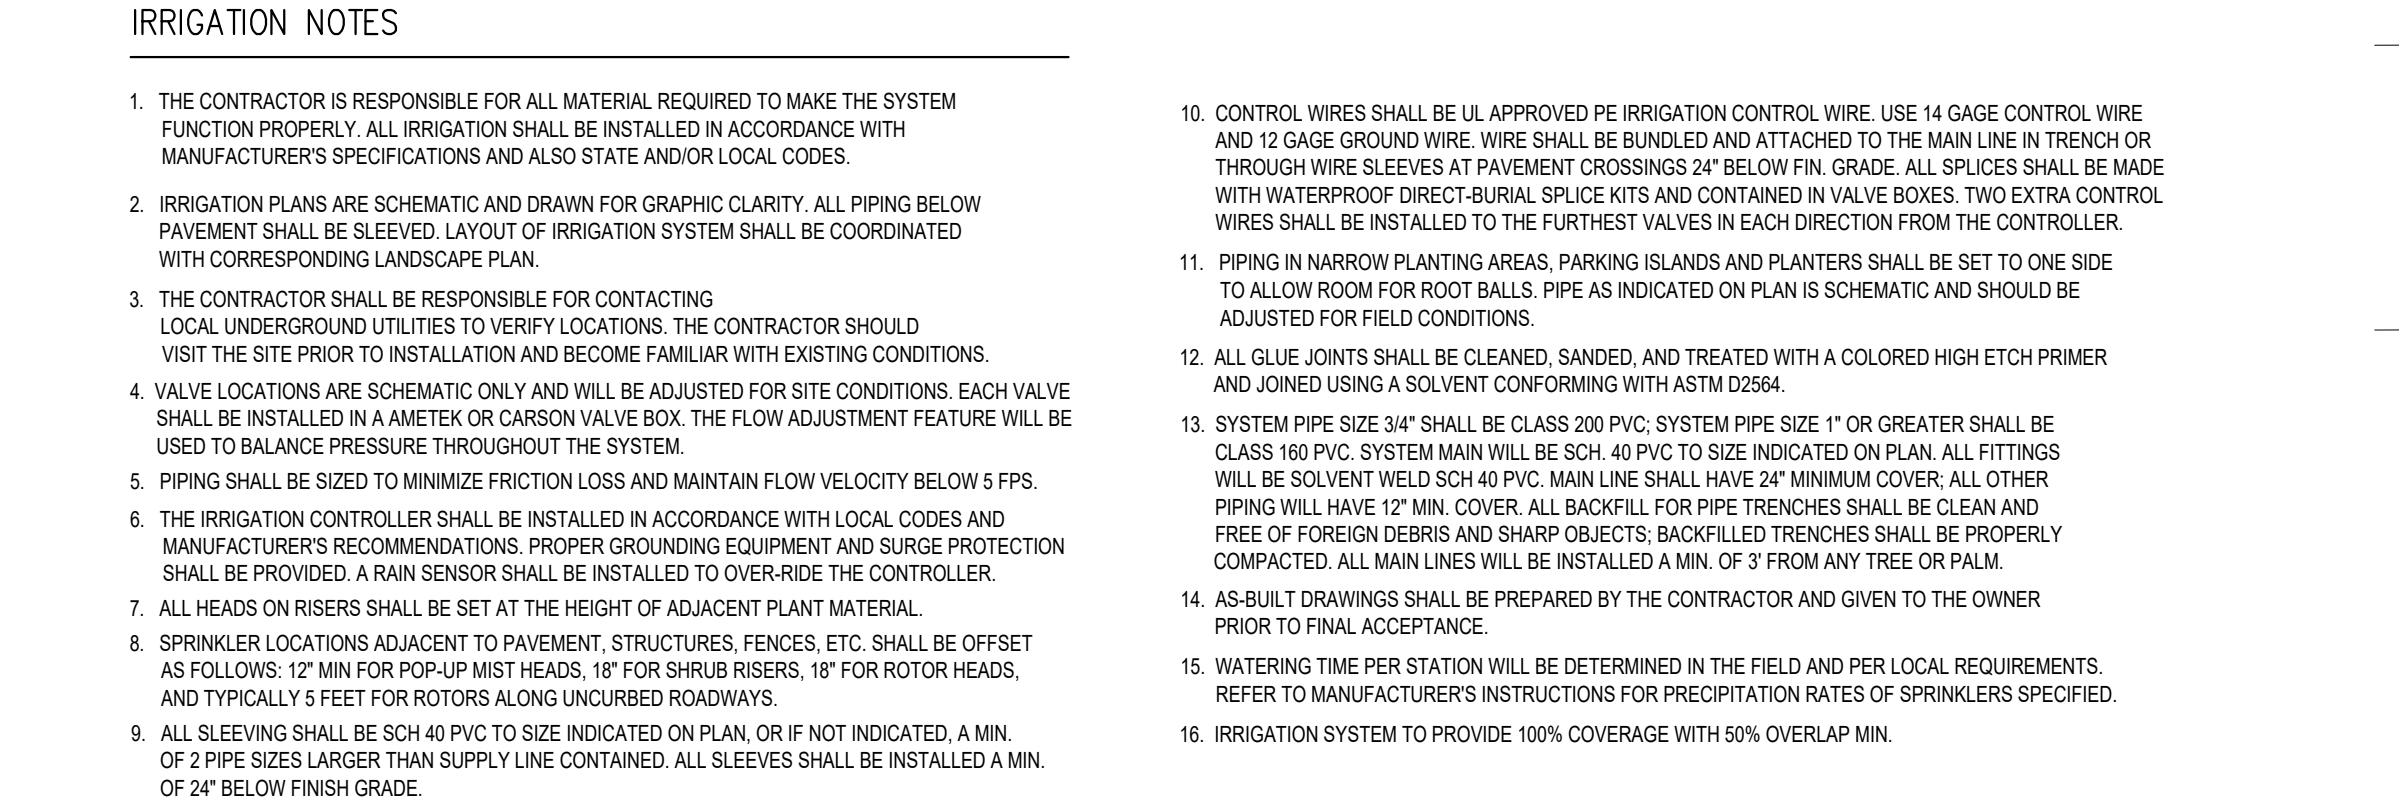 IRRIGATION NOTES
1. THE CONTRACTOR IS RESPONSIBLE FOR ALL MATERIAL REQUIRED TO MAKE THE SYSTEM
FUNCTION PROPERLY. ALL IRRIGATION SHALL BE INSTALLED IN ACCORDANCE WITH
MANUFACTURER'S SPECIFICATIONS AND ALSO STATE AND/OR LOCAL CODES.
2. IRRIGATION PLANS ARE SCHEMATIC AND DRAWN FOR GRAPHIC CLARITY. ALL PIPING BELOW
PAVEMENT SHALL BE SLEEVED. LAYOUT OF IRRIGATION SYSTEM SHALL BE COORDINATED
WITH CORRESPONDING LANDSCAPE PLAN.
3. THE CONTRACTOR SHALL BE RESPONSIBLE FOR CONTACTING
LOCAL UNDERGROUND UTILITIES TO VERIFY LOCATIONS. THE CONTRACTOR SHOULD
VISIT THE SITE PRIOR TO INSTALLATION AND BECOME FAMILIAR WITH EXISTING CONDITIONS.
4. VALVE LOCATIONS ARE SCHEMATIC ONLY AND WILL BE ADJUSTED FOR SITE CONDITIONS. EACH VALVE
SHALL BE INSTALLED IN A AMETEK OR CARSON VALVE BOX. THE FLOW ADJUSTMENT FEATURE WILL BE
USED TO BALANCE PRESSURE THROUGHOUT THE SYSTEM.
5. PIPING SHALL BE SIZED TO MINIMIZE FRICTION LOSS AND MAINTAIN FLOW VELOCITY BELOW 5 FPS.
6. THE IRRIGATION CONTROLLER SHALL BE INSTALLED IN ACCORDANCE WITH LOCAL CODES AND
MANUFACTURER'S RECOMMENDATIONS. PROPER GROUNDING EQUIPMENT AND SURGE PROTECTION
SHALL BE PROVIDED. A RAIN SENSOR SHALL BE INSTALLED TO OVER-RIDE THE CONTROLLER.
7. ALL HEADS ON RISERS SHALL BE SET AT THE HEIGHT OF ADJACENT PLANT MATERIAL.
8. SPRINKLER LOCATIONS ADJACENT TO PAVEMENT, STRUCTURES, FENCES, ETC. SHALL BE OFFSET
AS FOLLOWS: 12" MIN FOR POP-UP MIST HEADS, 18" FOR SHRUB RISERS, 18" FOR ROTOR HEADS,
AND TYPICALLY 5 FEET FOR ROTORS ALONG UNCURBED ROADWAYS.
9. ALL SLEEVING SHALL BE SCH 40 PVC TO SIZE INDICATED ON PLAN, OR IF NOT INDICATED, A MIN.
OF 2 PIPE SIZES LARGER THAN SUPPLY LINE CONTAINED. ALL SLEEVES SHALL BE INSTALLED A MIN.
OF 24" BELOW FINISH GRADE.
10. CONTROL WIRES SHALL BE UL APPROVED PE IRRIGATION CONTROL WIRE. USE 14 GAGE CONTROL WIRE
AND 12 GAGE GROUND WIRE. WIRE SHALL BE BUNDLED AND ATTACHED TO THE MAIN LINE IN TRENCH OR
THROUGH WIRE SLEEVES AT PAVEMENT CROSSINGS 24" BELOW FIN. GRADE. ALL SPLICES SHALL BE MADE
WITH WATERPROOF DIRECT-BURIAL SPLICE KITS AND CONTAINED IN VALVE BOXES. TWO EXTRA CONTROL
WIRES SHALL BE INSTALLED TO THE FURTHEST VALVES IN EACH DIRECTION FROM THE CONTROLLER.
11. PIPING IN NARROW PLANTING AREAS, PARKING ISLANDS AND PLANTERS SHALL BE SET TO ONE SIDE
TO ALLOW ROOM FOR ROOT BALLS. PIPE AS INDICATED ON PLAN IS SCHEMATIC AND SHOULD BE
ADJUSTED FOR FIELD CONDITIONS.
12. ALL GLUE JOINTS SHALL BE CLEANED, SANDED, AND TREATED WITH A COLORED HIGH ETCH PRIMER
AND JOINED USING A SOLVENT CONFORMING WITH ASTM D2564.
13. SYSTEM PIPE SIZE 3/4" SHALL BE CLASS 200 PVC; SYSTEM PIPE SIZE 1" OR GREATER SHALL BE
CLASS 160 PVC. SYSTEM MAIN WILL BE SCH. 40 PVC TO SIZE INDICATED ON PLAN. ALL FITTINGS
WILL BE SOLVENT WELD SCH 40 PVC. MAIN LINE SHALL HAVE 24" MINIMUM COVER; ALL OTHER
PIPING WILL HAVE 12" MIN. COVER. ALL BACKFILL FOR PIPE TRENCHES SHALL BE CLEAN AND
FREE OF FOREIGN DEBRIS AND SHARP OBJECTS; BACKFILLED TRENCHES SHALL BE PROPERLY
COMPACTED. ALL MAIN LINES WILL BE INSTALLED A MIN. OF 3' FROM ANY TREE OR PALM.
14. AS-BUILT DRAWINGS SHALL BE PREPARED BY THE CONTRACTOR AND GIVEN TO THE OWNER
PRIOR TO FINAL ACCEPTANCE.
15. WATERING TIME PER STATION WILL BE DETERMINED IN THE FIELD AND PER LOCAL REQUIREMENTS.
REFER TO MANUFACTURER'S INSTRUCTIONS FOR PRECIPITATION RATES OF SPRINKLERS SPECIFIED.
16. IRRIGATION SYSTEM TO PROVIDE 100% COVERAGE WITH 50% OVERLAP MIN.